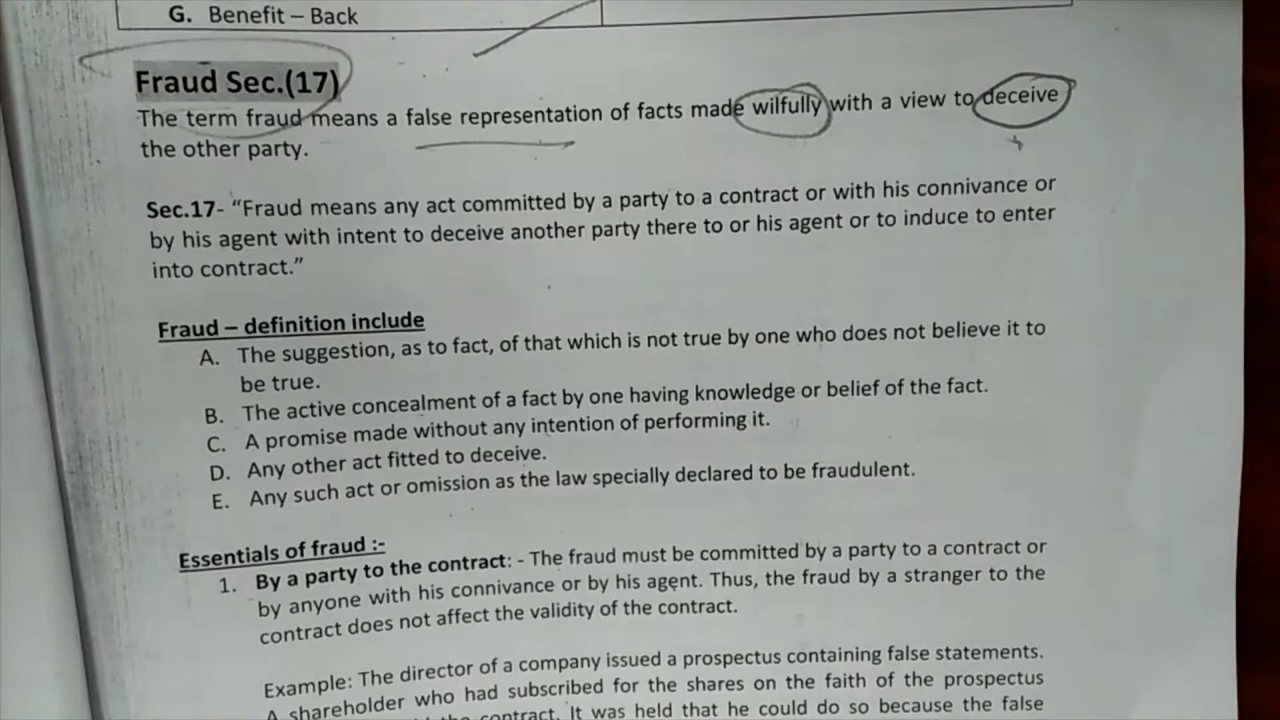 G. Benefit – Back
Fraud Sec.(17)
The term fraud means a false representation of facts made wilfully with a view to deceive
the other party.
Sec.17- “Fraud means any act committed by a party to a contract or with his connivance or
by his agent with intent to deceive another party there to or his agent or to induce to enter
into contract.”
Fraud – definition include
A. The suggestion, as to fact, of that which is not true by one who does not believe it to
be true.
B. The active concealment of a fact by one having knowledge or belief of the fact.
C. A promise made without any intention of performing it.
D. Any other act fitted to deceive.
E. Any such act or omission as the law specially declared to be fraudulent.
Essentials of fraud :-
1. By a party to the contract: - The fraud must be committed by a party to a contract or
by anyone with his connivance or by his agent. Thus, the fraud by a stranger to the
contract does not affect the validity of the contract.
Example: The director of a company issued a prospectus containing false statements.
A shareholder who had subscribed for the shares on the faith of the prospectus
contract. It was held that he could do so because the false